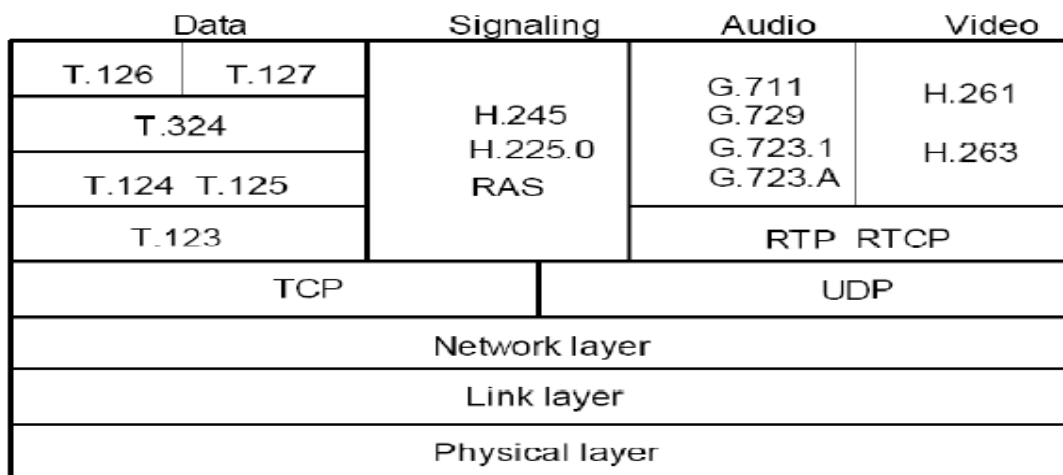 Data Signaling Audio Video
T.126 T.127
T.324
T.124 T.125
T.123
H.245
H.225.0
RAS
G.711
G.729
G.723.1
G.723.A
H.261
H.263
RTP RTCP
TCP UDP
Network layer
Link layer
Physical layer